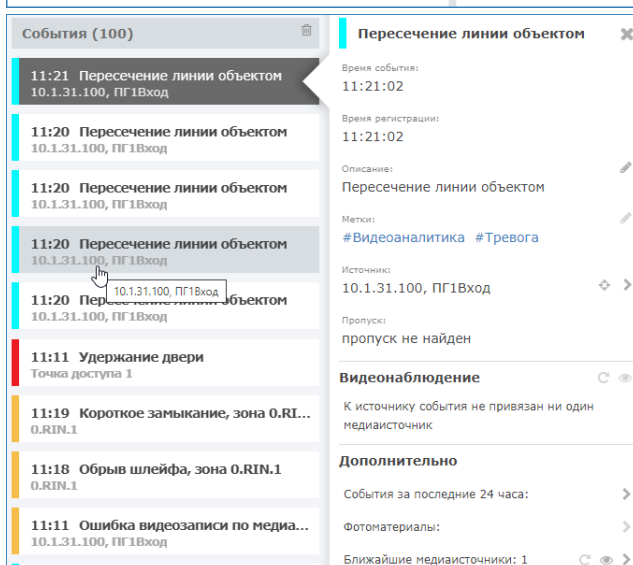 События (100)
11:21 Пересечение линии объектом
10.1.31.100, ПГ1Вход
11:20 Пересечение линии объектом
10.1.31.100, ПГ1Вход
11:20 Пересечение линии объектом
10.1.31.100, ПГ1Вход
11:20 Пересечение линии объектом
10.1.31.100, ПГ1Вход
10.1.31.100, ПГ1Вход
11:20 Пересечение линии объектом
10.1.31.100, ПГ1Вход
11:11 Удержание двери
Точка доступа 1
11:19 Короткое замыкание, зона 0.RI...
0.RIN.1
11:18 Обрыв шлейфа, зона 0.RIN.1
0.RIN.1
11:11 Ошибка видеозаписи по медиа...
10.1.31.100, ПГ1Вход
Пересечение линии объектом
Время события:
11:21:02
Время регистрации:
11:21:02
Описание:
Пересечение линии объектом
Метки:
#Видеоаналитика #Тревога
Источник:
10.1.31.100, ПГ1Вход
Пропуск:
пропуск не найден
Видеонаблюдение
К источнику события не привязан ни один
медиаисточник
Дополнительно
События за последние 24 часа:
Фотоматериалы:
Ближайшие медиаисточники: 1